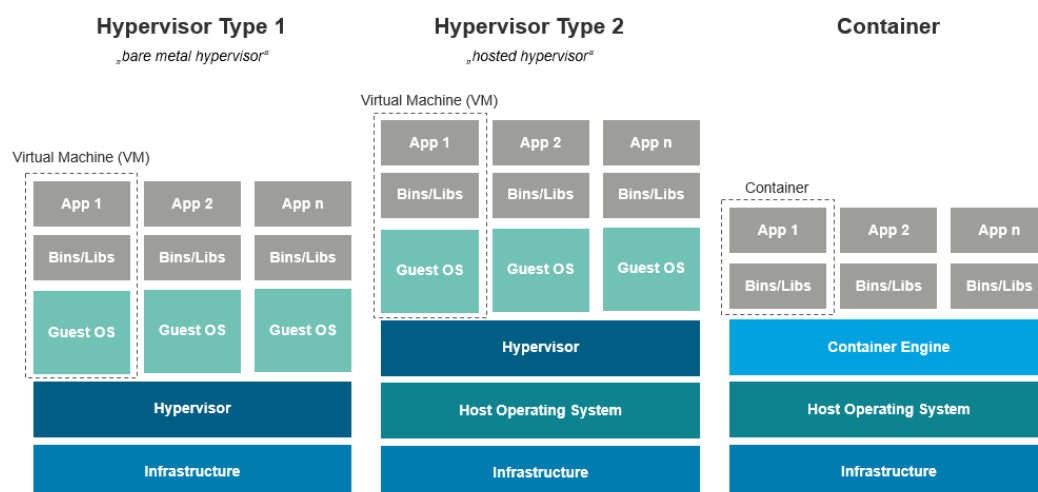 Hypervisor Type 1
„bare metal hypervisor“
Virtual Machine (VM)
App 1
App 2
App n
Bins/Libs
Bins/Libs
Bins/Libs
Guest OS
Guest OS
Guest OS
Hypervisor
Infrastructure
Hypervisor Type 2
„hosted hypervisor“
Virtual Machine (VM)
App 1
App 2
App n
Bins/Libs
Bins/Libs
Bins/Libs
Guest OS
Guest OS
Guest OS
Hypervisor
Host Operating System
Infrastructure
Container
Container
App 1
App 2
App n
Bins/Libs
Bins/Libs
Bins/Libs
Container Engine
Host Operating System
Infrastructure